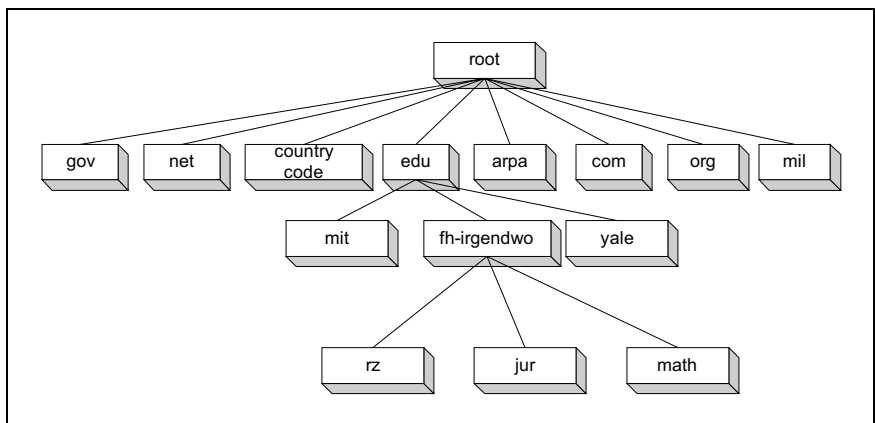 root
gov
net
country
code
edu
arpa
com
org
mil
mit
fh-irgendwo
yale
rz
jur
math